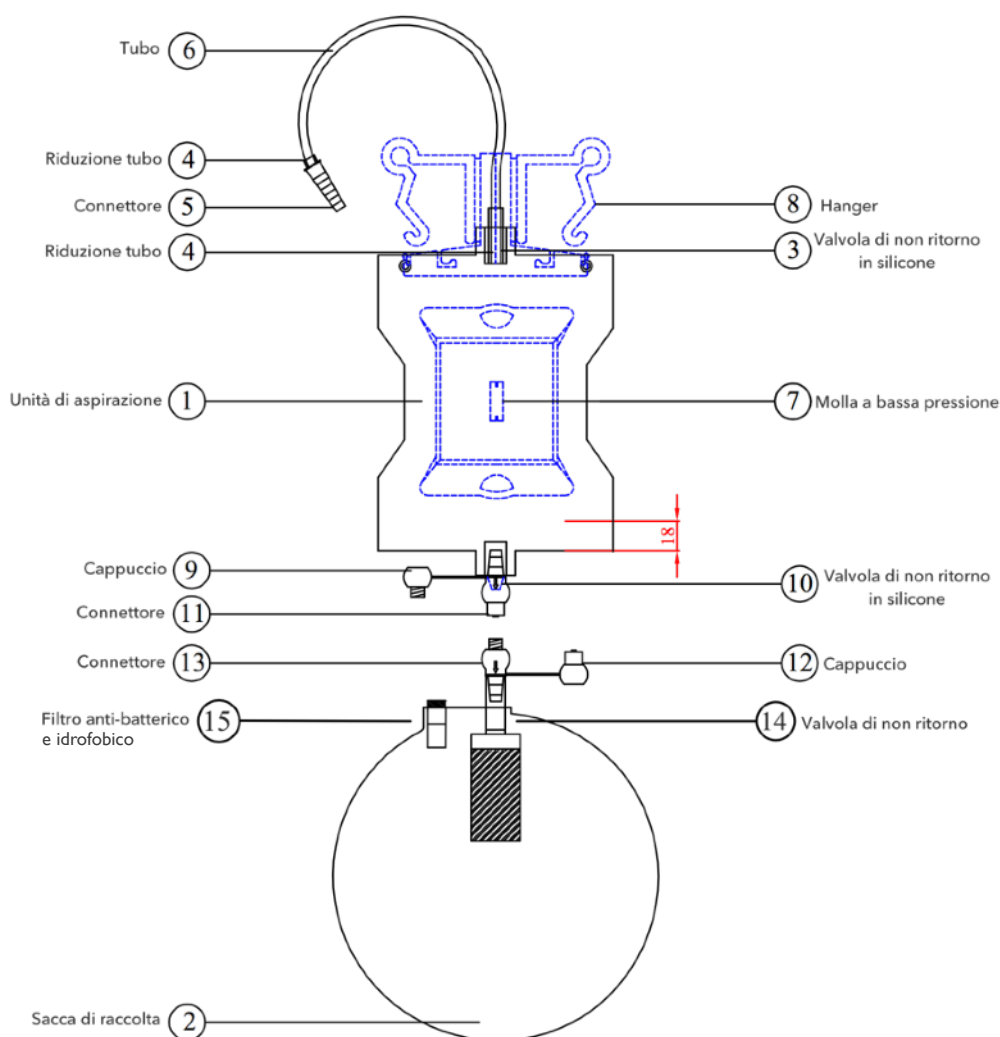 Tubo 6
Riduzione tubo 4
Connettore 5
8 Hanger
Riduzione tubo 4
3 Valvola di non ritorno
in silicone
Unità di aspirazione 1
7 Molla a bassa pressione
18
Cappuccio 9
10 Valvola di non ritorno
in silicone
Connettore 11
Connettore 13
12 Cappuccio
Filtro anti-batterico
e idrofobico
15
14 Valvola di non ritorno
Sacca di raccolta 2